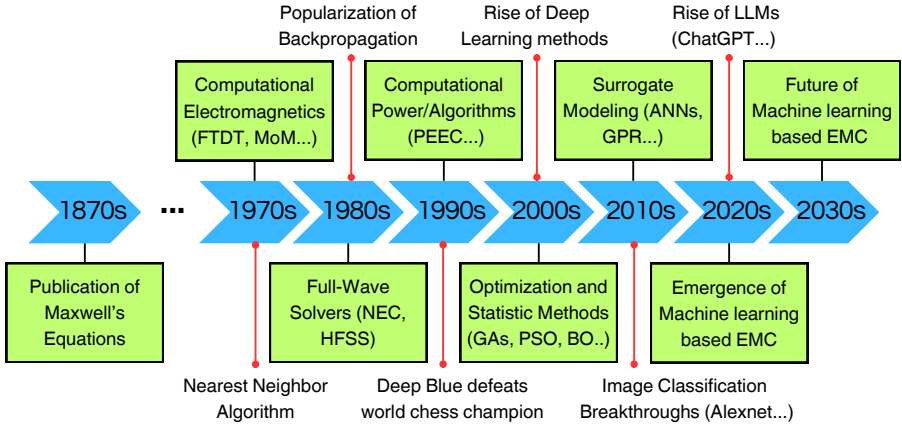 Popularization of
Backpropagation
Rise of Deep
Learning methods
Rise of LLMs
(ChatGPT...)
Computational
Electromagnetics
(FTDT, MoM...)
Computational
Power/Algorithms
(PEEC...)
Surrogate
Modeling (ANNs,
GPR...)
Future of
Machine learning
based EMC
1870s
...
1970s
1980s
1990s
2000s
2010s
2020s
2030s
Publication of
Maxwell's
Equations
Full-Wave
Solvers (NEC,
HFSS)
Optimization and
Statistic Methods
(GAs, PSO, BO..)
Emergence of
Machine learning
based EMC
Nearest Neighbor
Algorithm
Deep Blue defeats
world chess champion
Image Classification
Breakthroughs (Alexnet...)